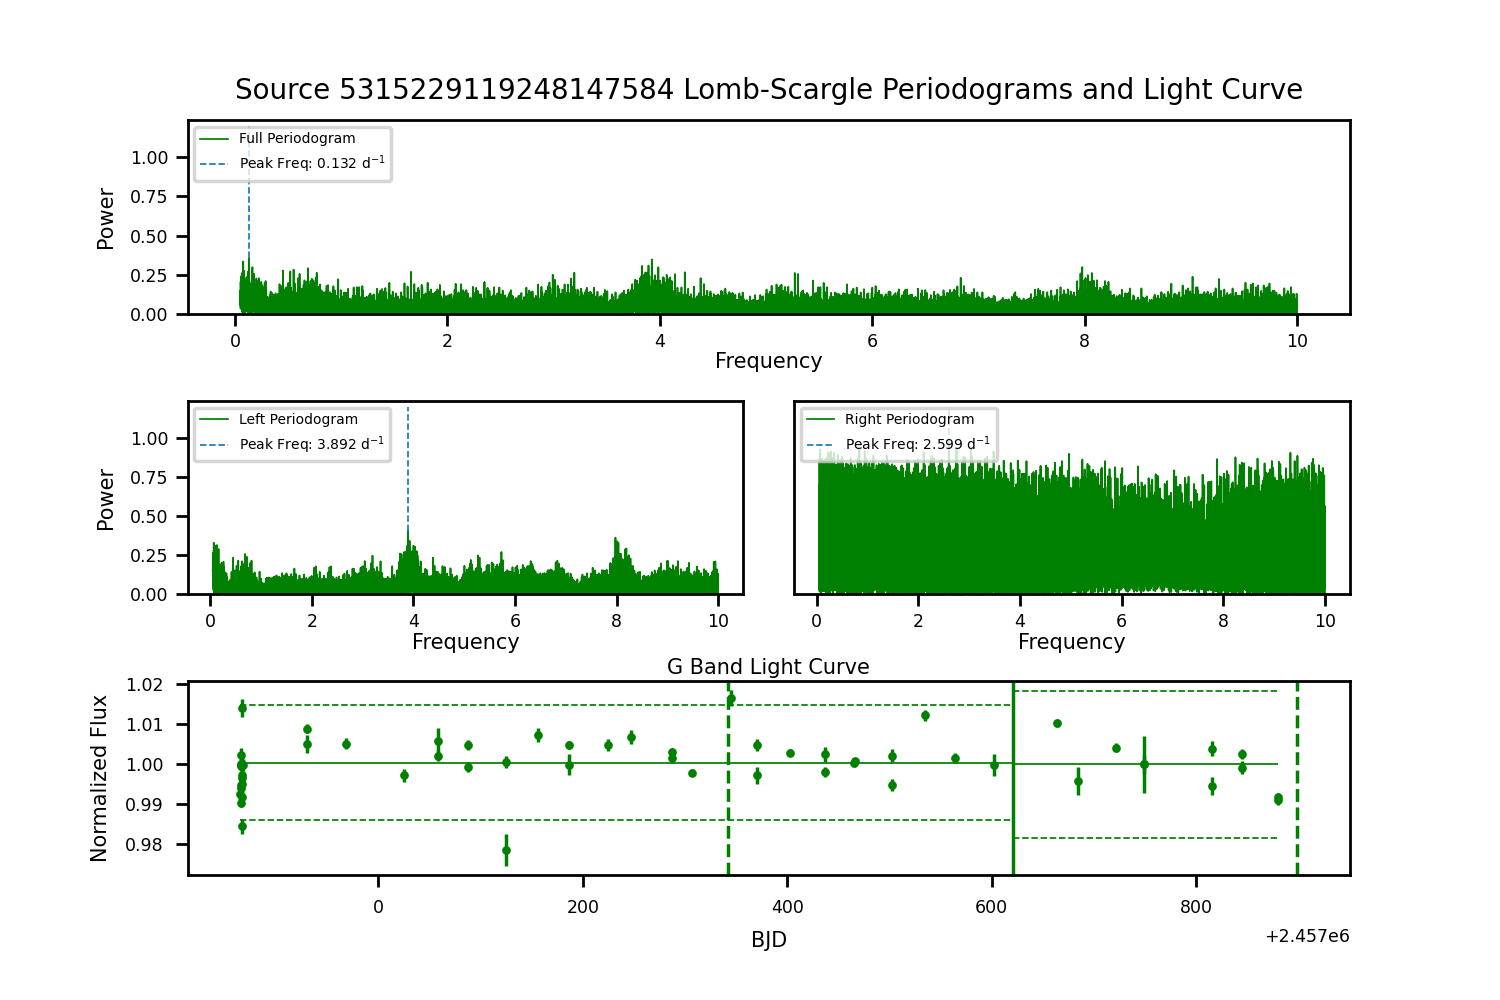 Source 5315229119248147584 Lomb-Scargle Periodograms and Light Curve
Full Periodogram
Peak Freq: 0.132 d⁻¹
1.00
0.75
0.50
0.25
0.00
Power
0 2 4 6 8 10
Frequency
Left Periodogram
Peak Freq: 3.892 d⁻¹
1.00
0.75
0.50
0.25
0.00
Power
0 2 4 6 8 10
Frequency
Right Periodogram
Peak Freq: 2.599 d⁻¹
0 2 4 6 8 10
Frequency
G Band Light Curve
1.02
1.01
1.00
0.99
0.98
Normalized Flux
0 200 400 600 800
BJD
+2.457e6